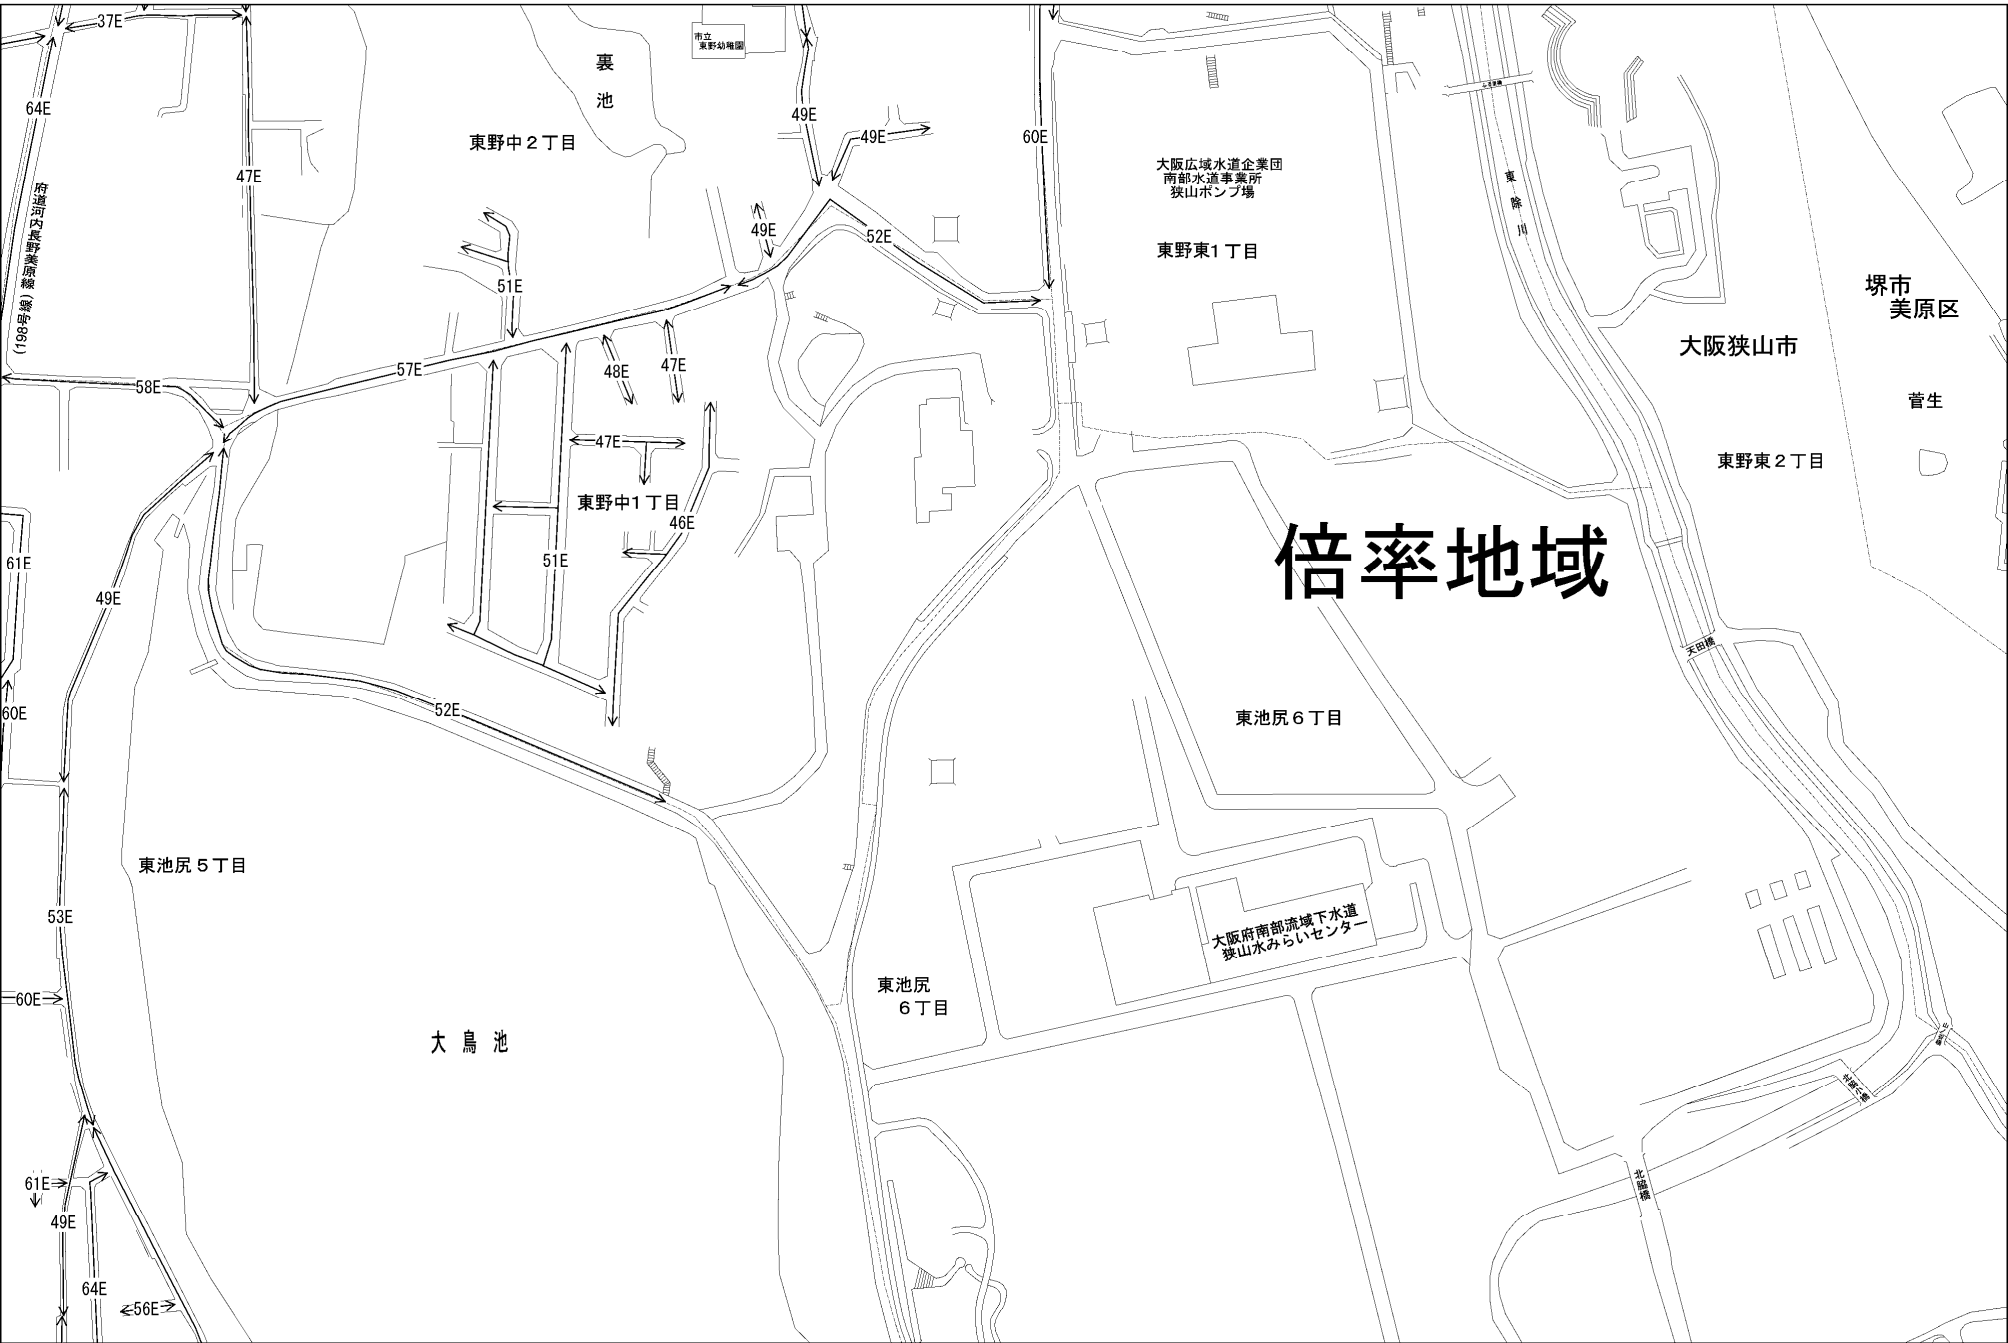 37E
市立
東野幼稚園
裏
池
64E
49E
49E
60E
東野中２丁目
47E
府道河内長野美原線
(198号線)
大阪広域水道企業団
南部水道事業所
狭山ポンプ場
東
除
川
49E
52E
東野東1丁目
51E
堺市
美原区
大阪狭山市
57E
48E
47E
58E
菅生
47E
東野東２丁目
東野中1丁目
46E
倍率地域
51E
61E
49E
天田橋
52E
60E
東池尻６丁目
東池尻５丁目
53E
大阪府南部流域下水道
狭山水みらいセンター
東池尻
６丁目
60E
大鳥池
61E
北脇橋
49E
64E
56E